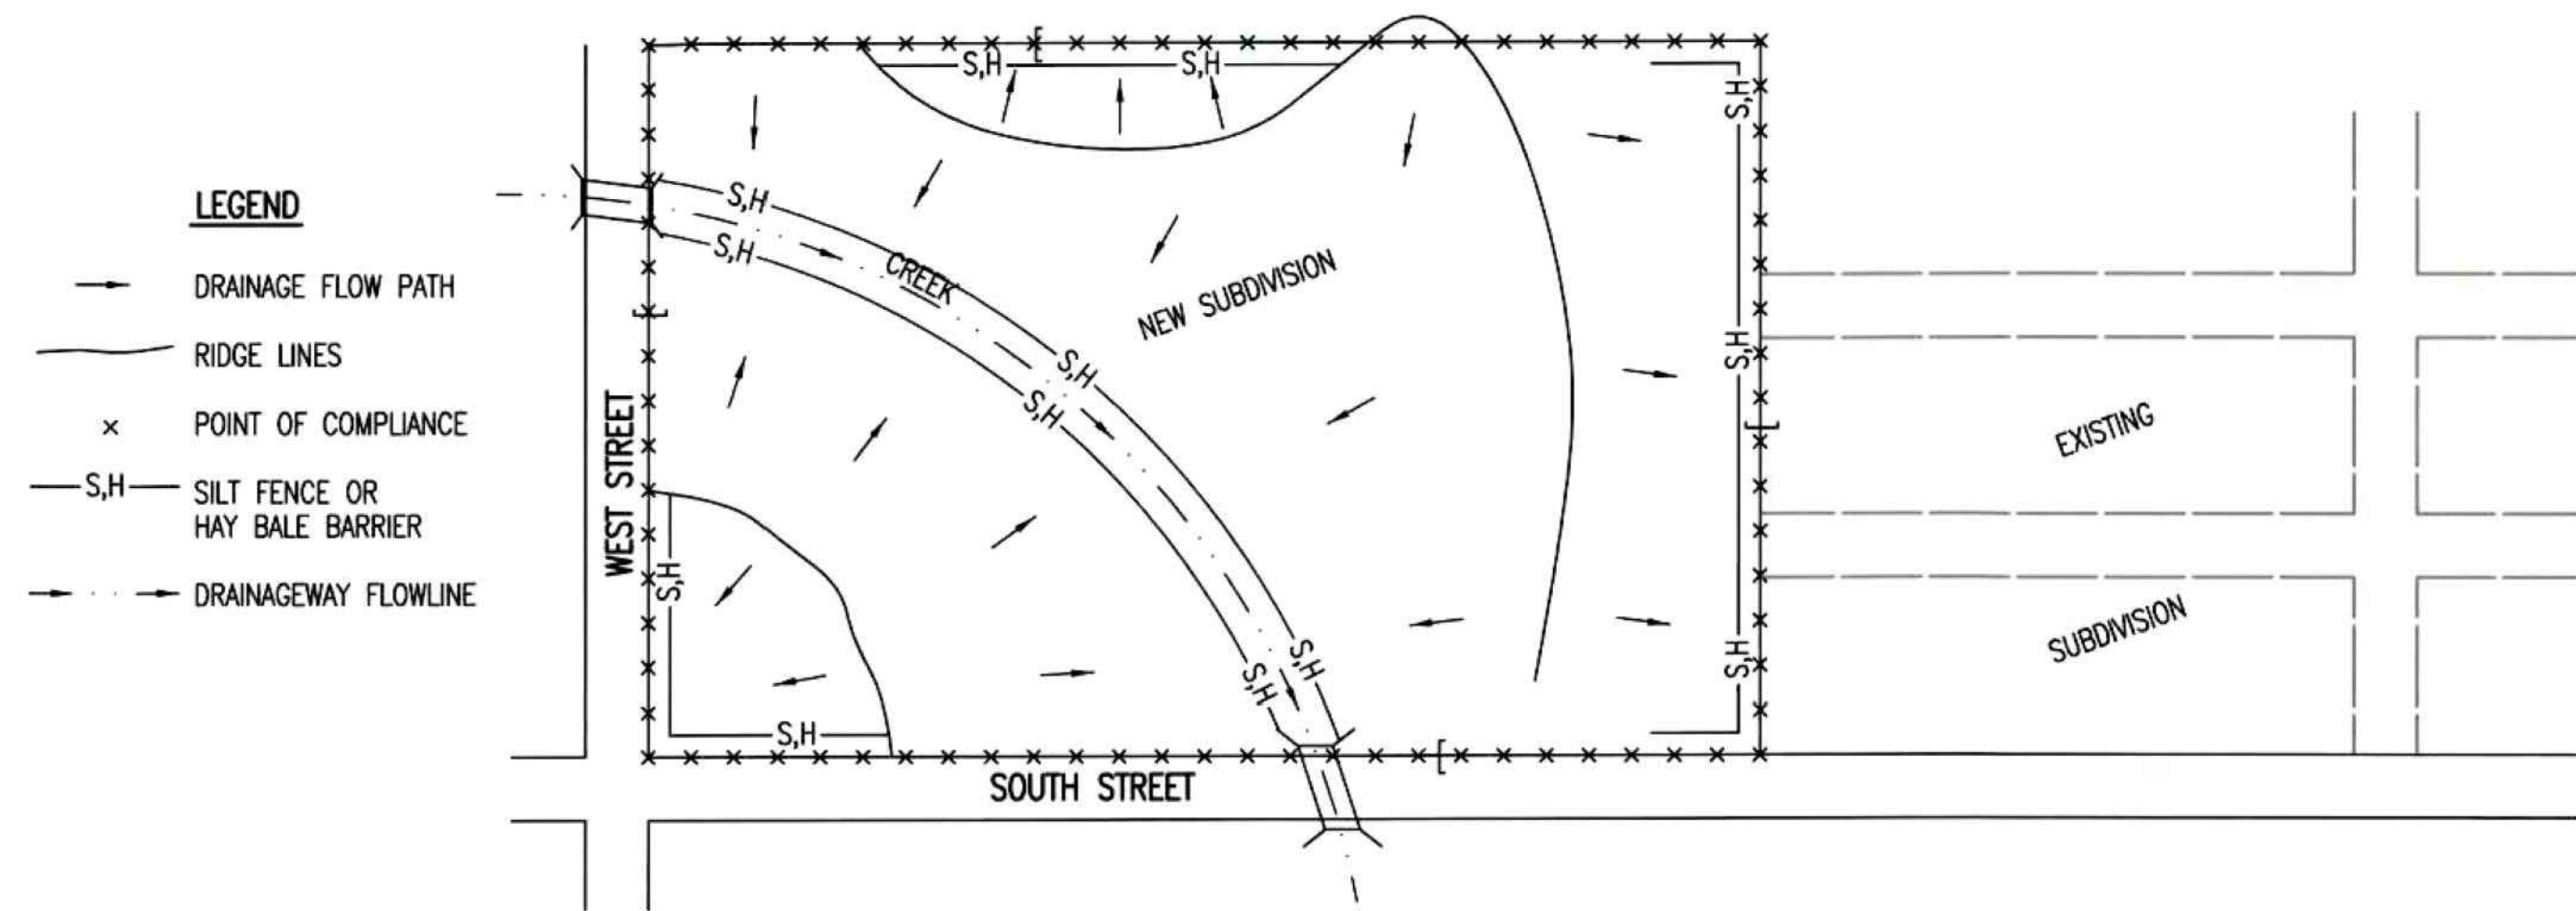 LEGEND
DRAINAGE FLOW PATH
RIDGE LINES
x POINT OF COMPLIANCE
S,H SILT FENCE OR
HAY BALE BARRIER
DRAINAGEWAY FLOWLINE
S,H
S,H
S,H
S,H
S,H
CREEK
NEW SUBDIVISION
S,H
S,H
S,H
WEST STREET
S,H
S,H
S,H
S,H
S,H
S,H
SOUTH STREET
EXISTING
SUBDIVISION